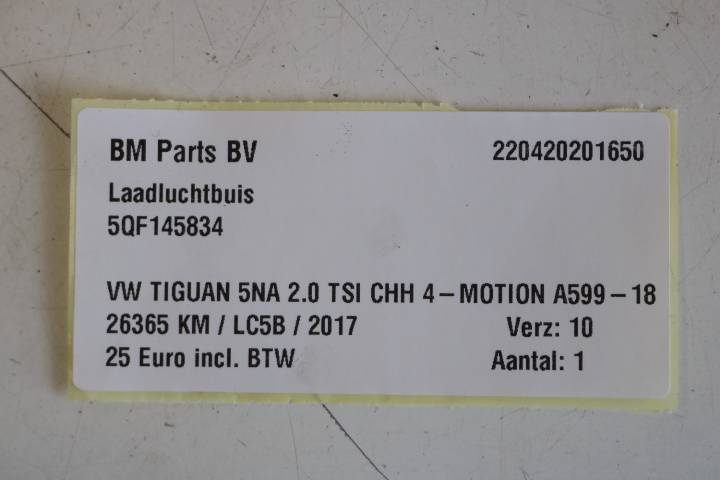 BM Parts BV 220420201650
Laadluchtbuis
5QF145834
VW TIGUAN 5NA 2.0 TSI CHH 4-MOTION A599-18
26365 KM / LC5B / 2017 Verz: 10
25 Euro incl. BTW Aantal: 1